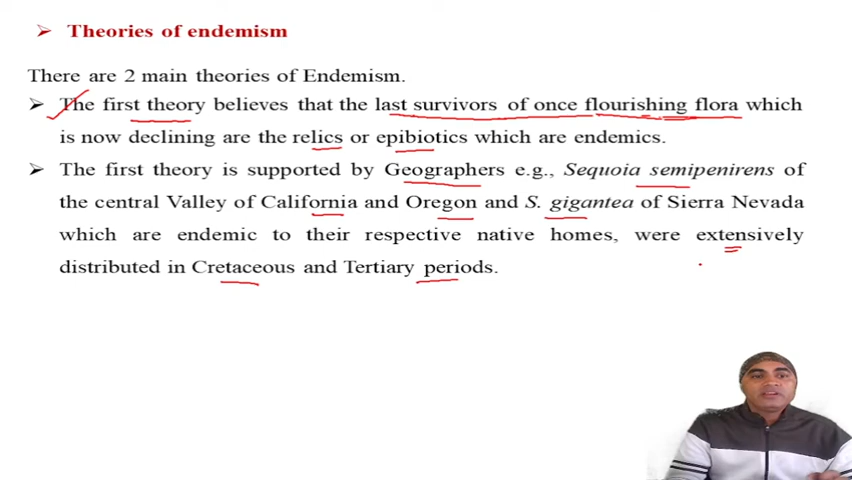 ➢ Theories of endemism
There are 2 main theories of Endemism.
➢ The first theory believes that the last survivors of once flourishing flora which
is now declining are the relics or epibiotics which are endemics.
➢ The first theory is supported by Geographers e.g., Sequoia semipenirens of
the central Valley of California and Oregon and S. gigantea of Sierra Nevada
which are endemic to their respective native homes, were extensively
distributed in Cretaceous and Tertiary periods.